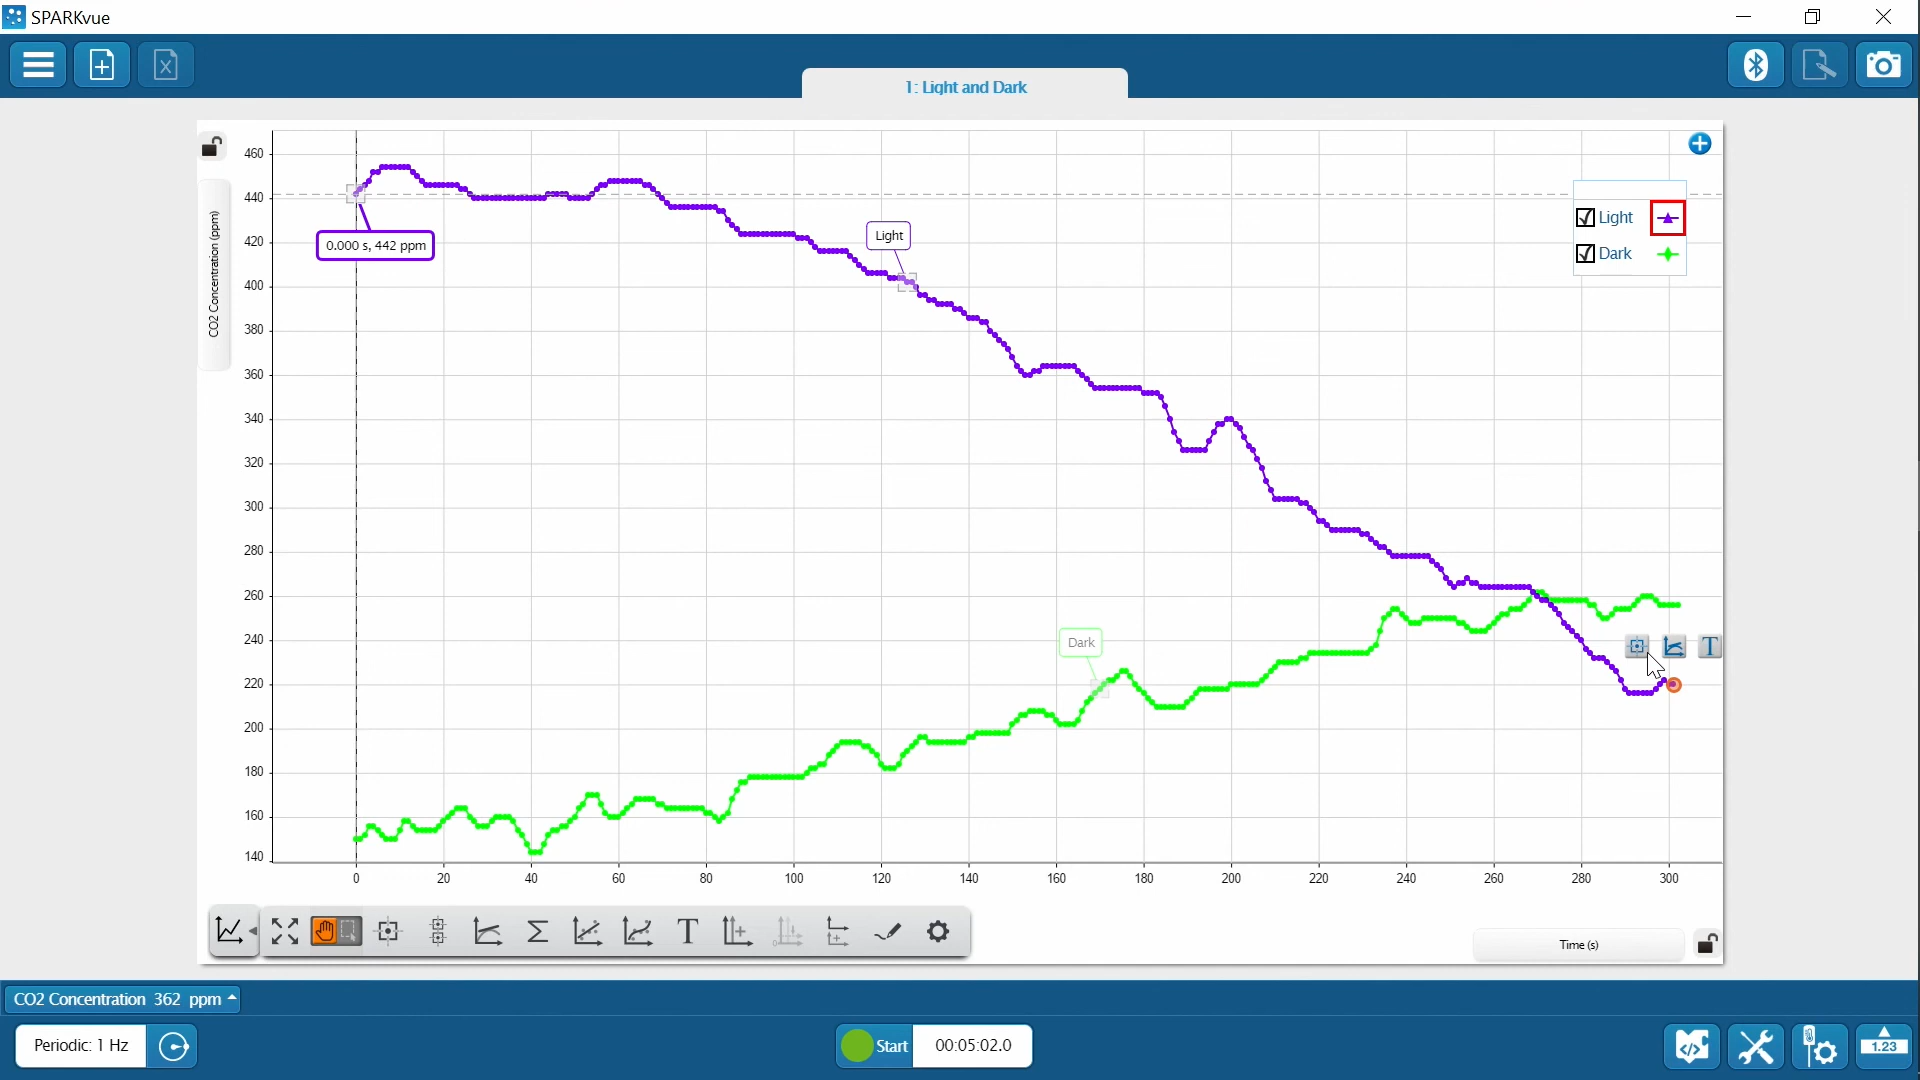 SPARKvue
1: Light and Dark
CO2 Concentration (ppm)
460
440
420
400
380
360
340
320
300
280
260
240
220
200
180
160
140
0.000 s, 442 ppm
Light
Dark
Light
Dark
T
0 20 40 60 80 100 120 140 160 180 200 220 240 260 280 300
Σ T
Time (s)
CO2 Concentration 362 ppm
Periodic: 1 Hz
Start 00:05:02.0
1.23